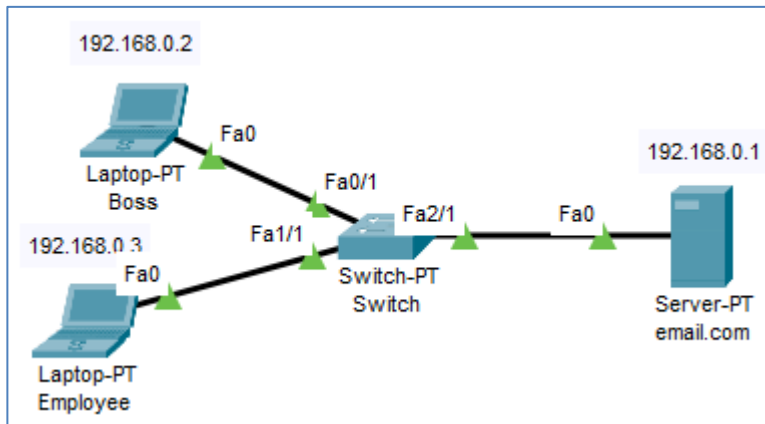 192.168.0.2
Fa0
Laptop-PT
Boss
Fa0/1
192.168.0.1
Fa2/1
Fa0
Fa1/1
192.168.0.3
Fa0
Switch-PT
Switch
Server-PT
email.com
Laptop-PT
Employee